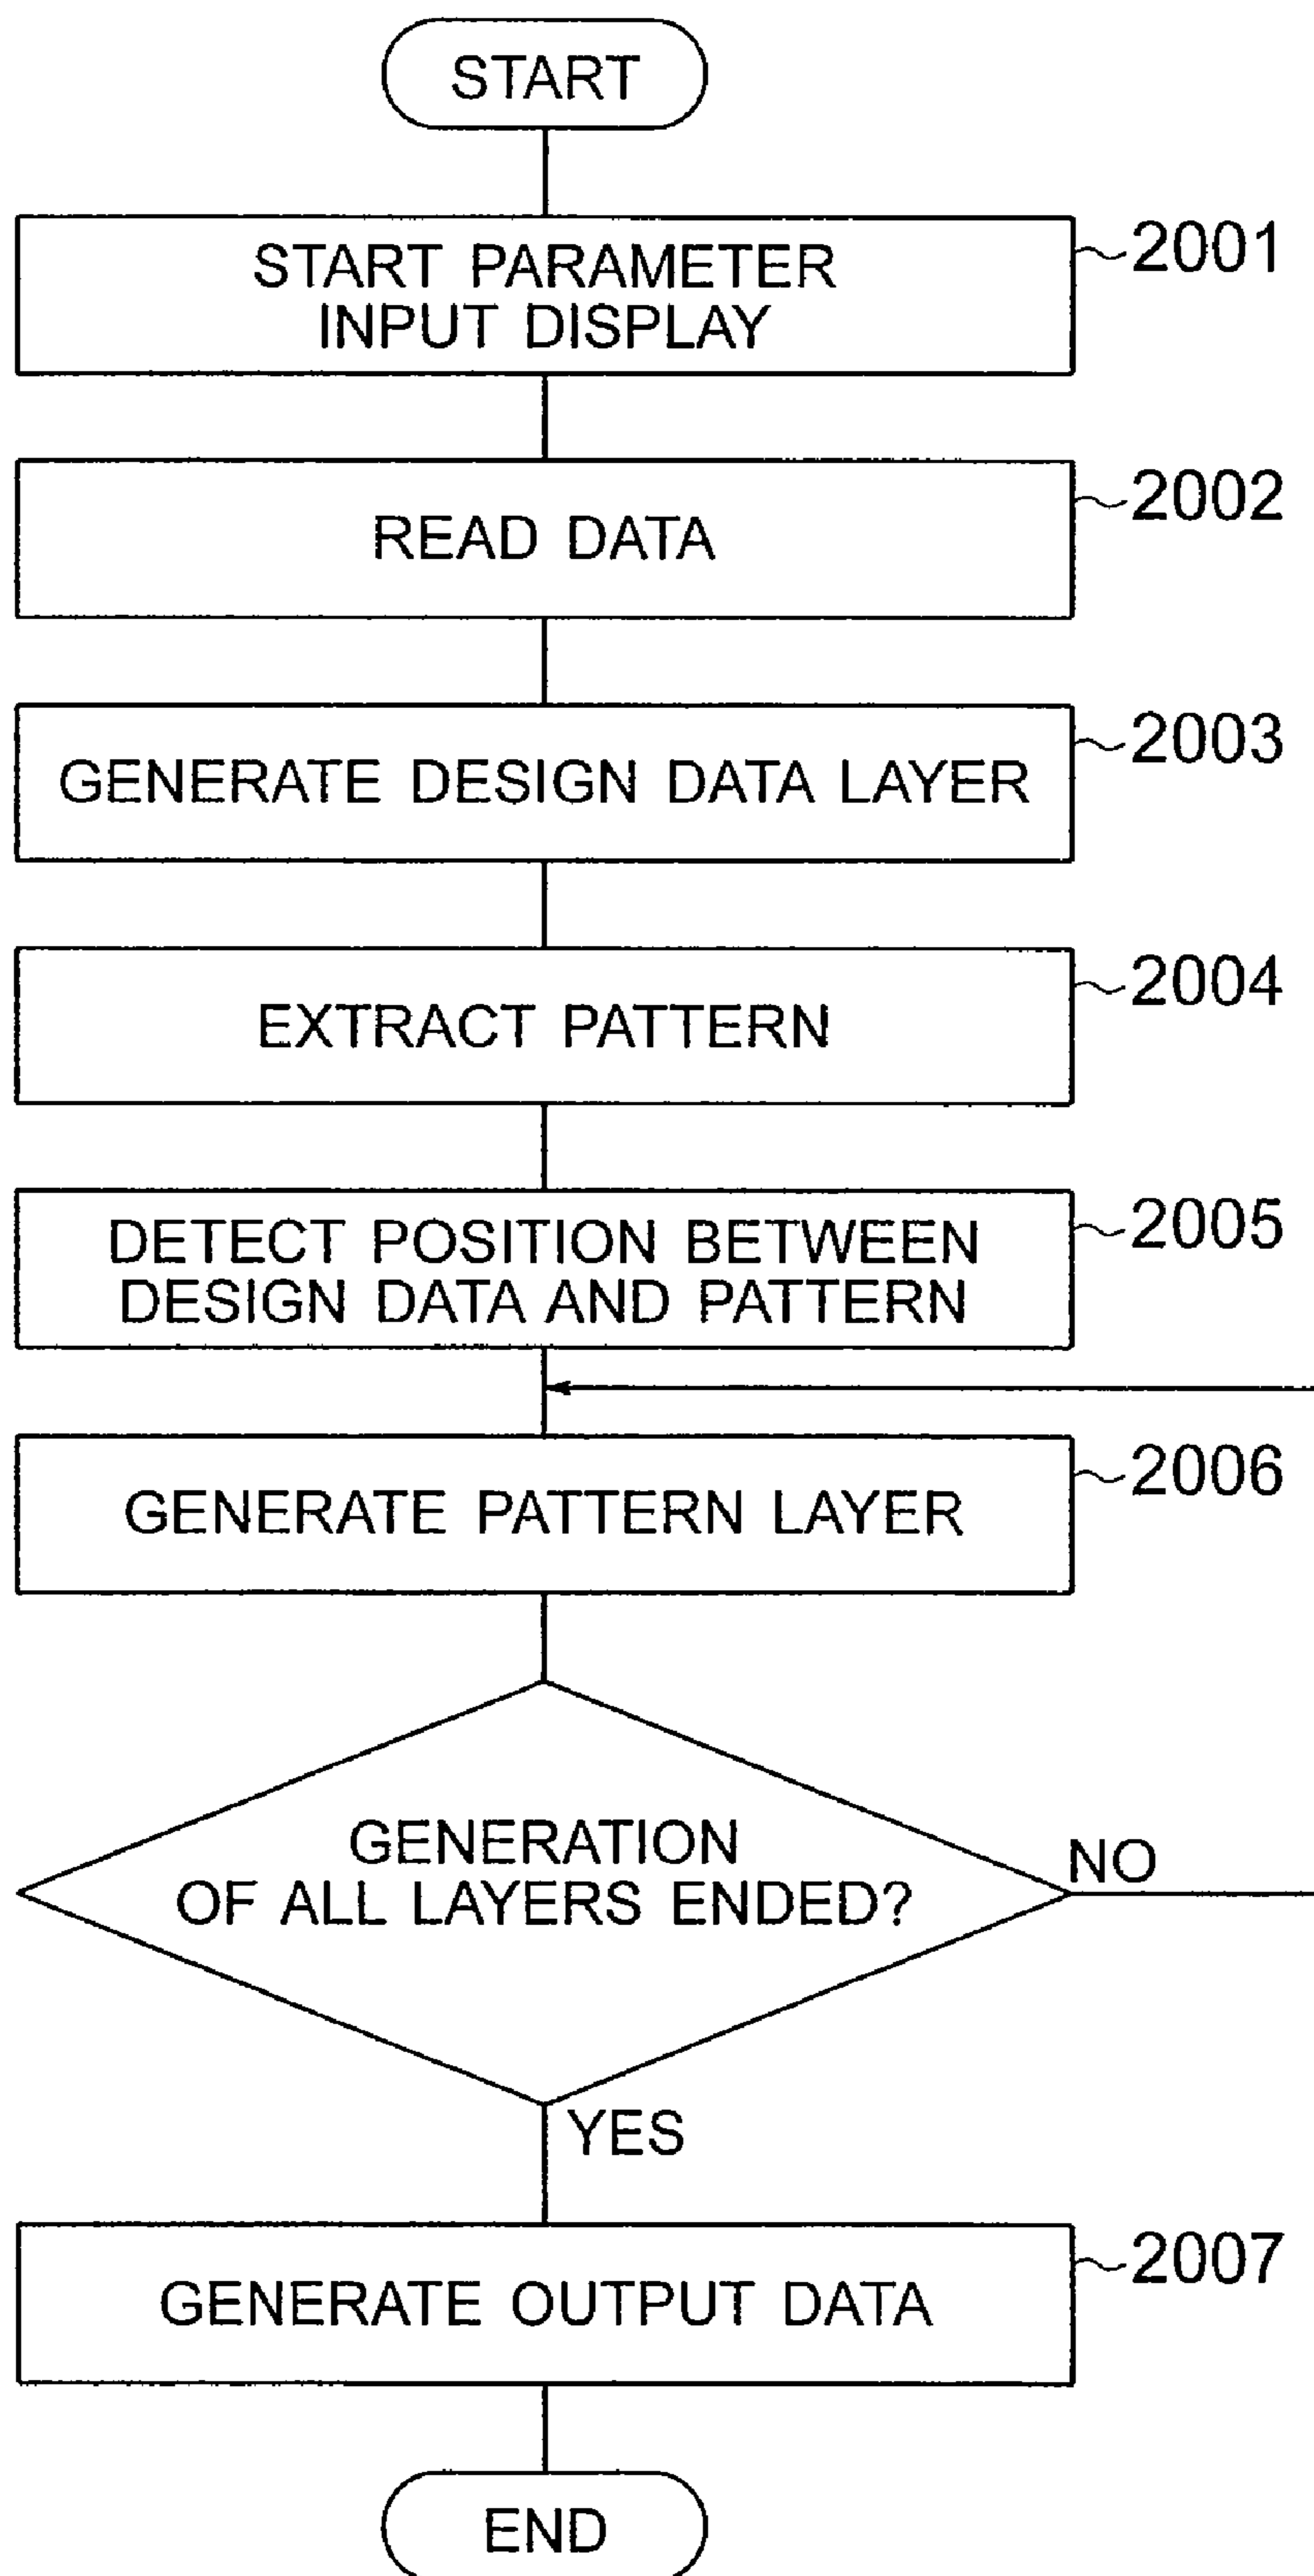 START
START PARAMETER
INPUT DISPLAY
2001
READ DATA
2002
GENERATE DESIGN DATA LAYER
2003
EXTRACT PATTERN
2004
DETECT POSITION BETWEEN
DESIGN DATA AND PATTERN
2005
GENERATE PATTERN LAYER
2006
GENERATION
OF ALL LAYERS ENDED?
NO
YES
GENERATE OUTPUT DATA
2007
END